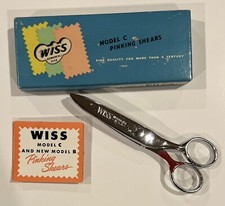 WISS
MODEL C
PINKING SHEARS
FINE QUALITY FOR MORE THAN A CENTURY
WISS
WISS
MODEL C
AND NEW MODEL B
Pinking
Shears